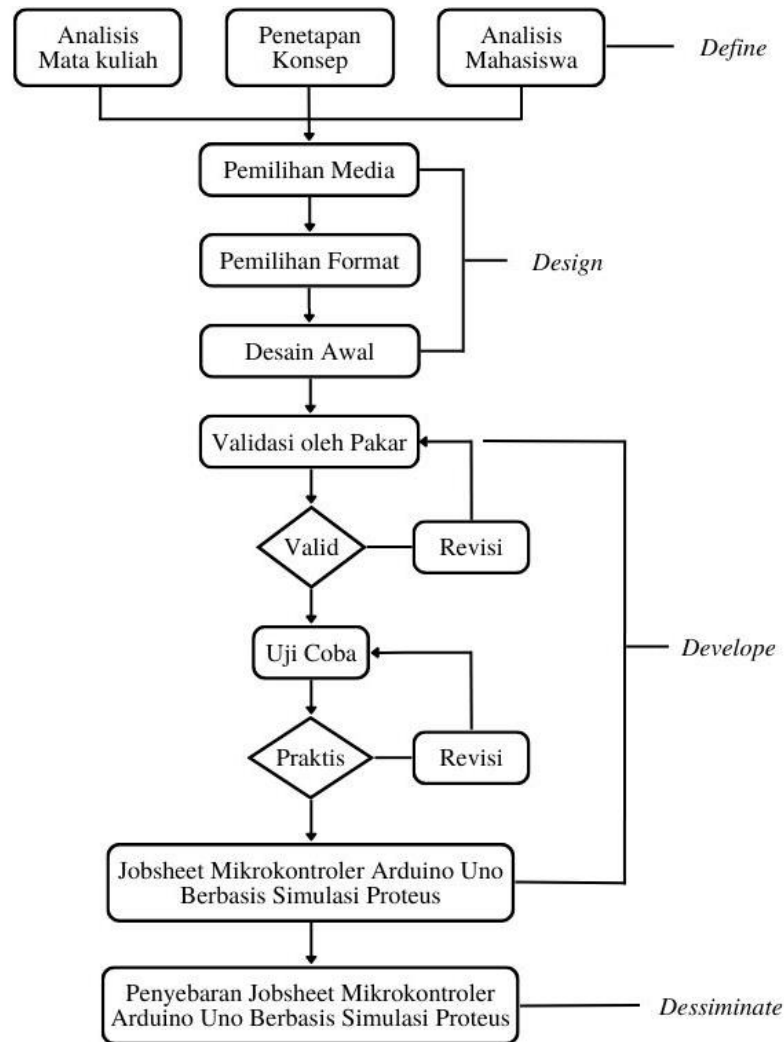 Analisis
Mata kuliah
Penetapan
Konsep
Analisis
Mahasiswa
Define
Pemilihan Media
Pemilihan Format
Design
Desain Awal
Validasi oleh Pakar
Valid
Revisi
Uji Coba
Develope
Praktis
Revisi
Jobsheet Mikrokontroler Arduino Uno
Berbasis Simulasi Proteus
Penyebaran Jobsheet Mikrokontroler
Arduino Uno Berbasis Simulasi Proteus
Dessiminate